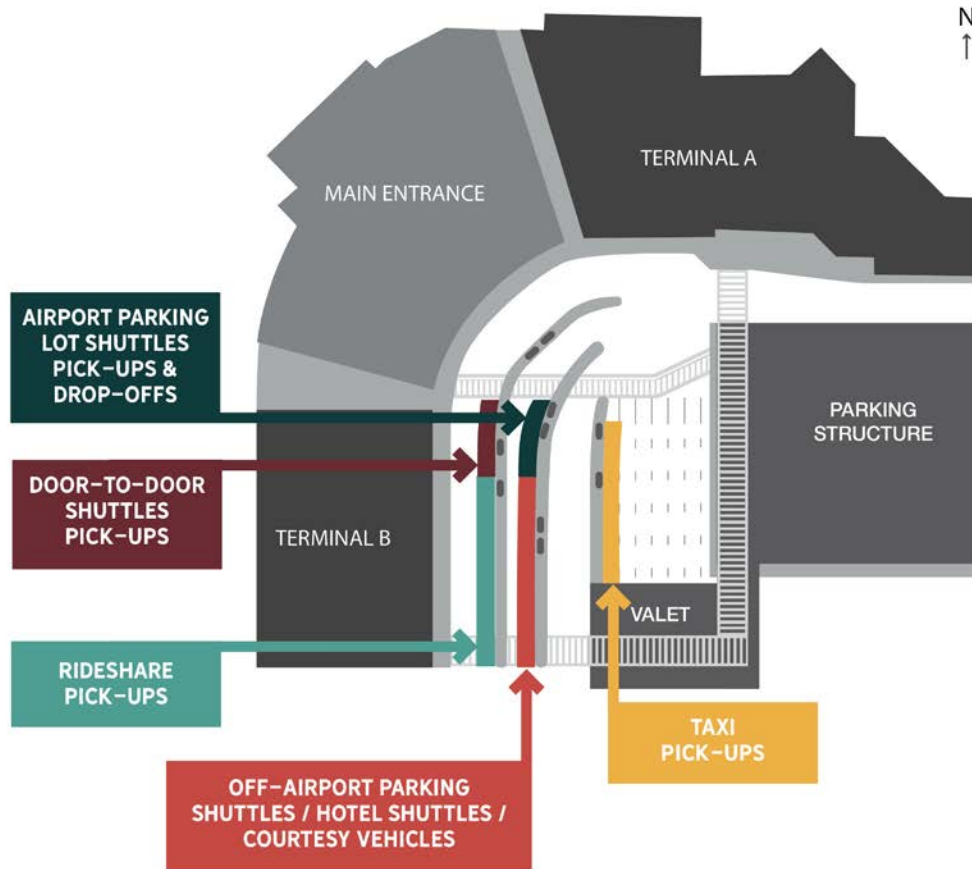 N
TERMINAL A
MAIN ENTRANCE
AIRPORT PARKING
LOT SHUTTLES
PICK-UPS &
DROP-OFFS
PARKING
STRUCTURE
DOOR-TO-DOOR
SHUTTLES
PICK-UPS
TERMINAL B
VALET
RIDESHARE
PICK-UPS
TAXI
PICK-UPS
OFF-AIRPORT PARKING
SHUTTLES / HOTEL SHUTTLES /
COURTESY VEHICLES